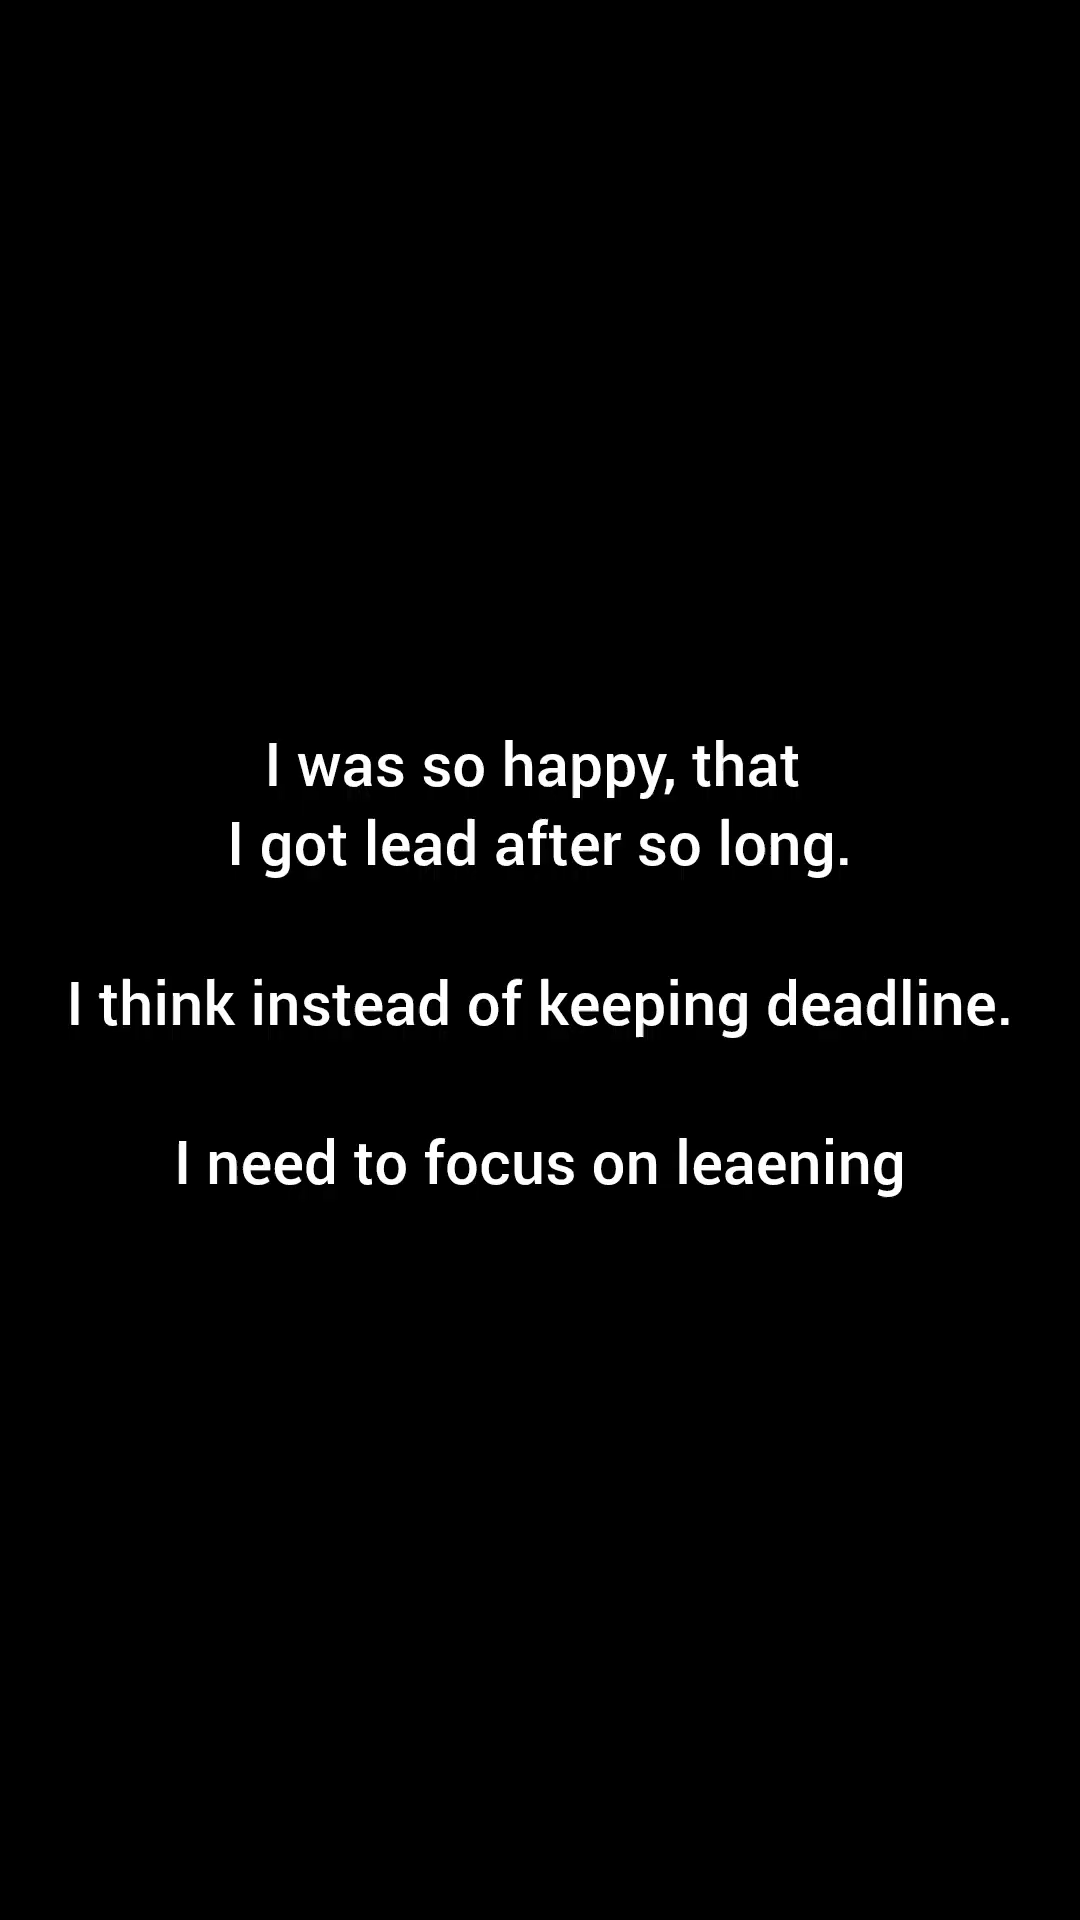 I was so happy, that
I got lead after so long.
I think instead of keeping deadline.
I need to focus on leaening